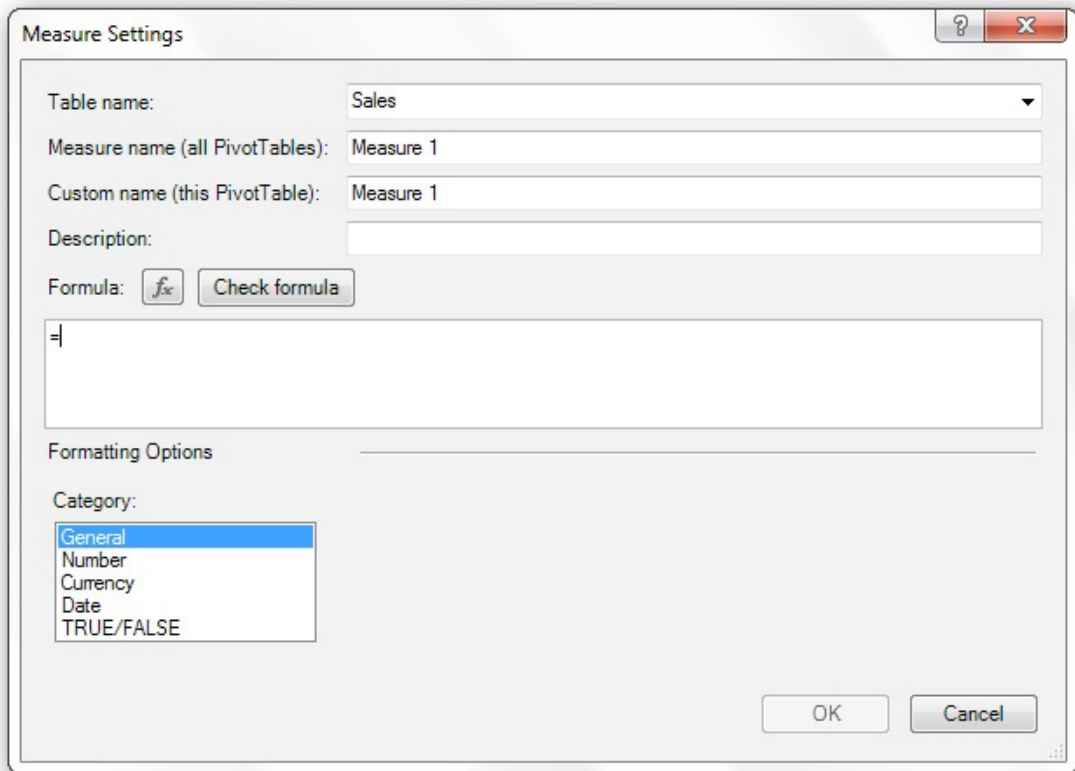 Measure Settings
?
Table name: Sales
Measure name (all PivotTables): Measure 1
Custom name (this PivotTable): Measure 1
Description:
Formula: fx Check formula
=
Formatting Options
Category:
General
Number
Currency
Date
TRUE/FALSE
OK Cancel